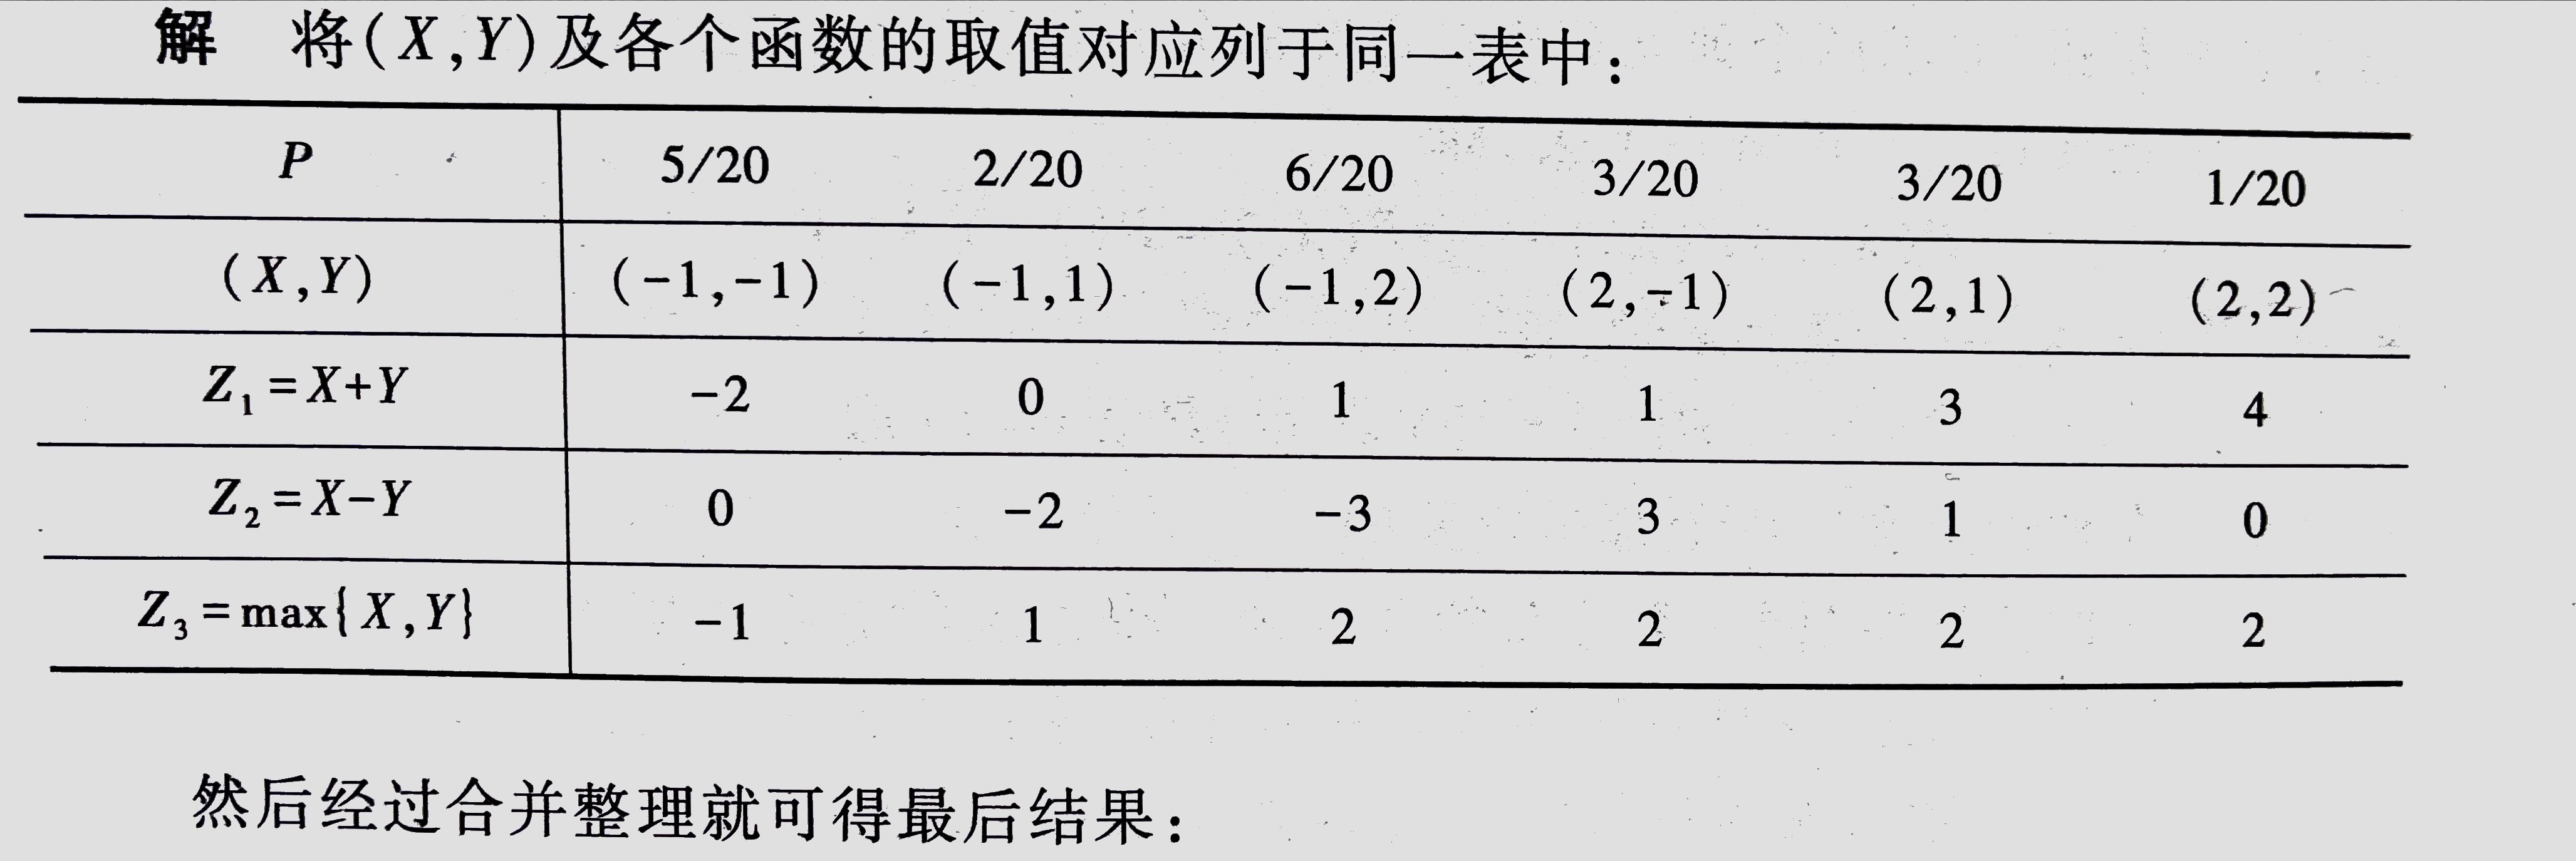 解 将(X,Y)及各个函数的取值对应列于同一表中:
P 5/20 2/20 6/20 3/20 3/20 1/20
(X,Y) (-1,-1) (-1,1) (-1,2) (2,-1) (2,1) (2,2)
Z₁=X+Y -2 0 1 1 3 4
Z₂=X-Y 0 -2 -3 3 1 0
Z₃=max{X,Y} -1 1 2 2 2 2
然后经过合并整理就可得最后结果: